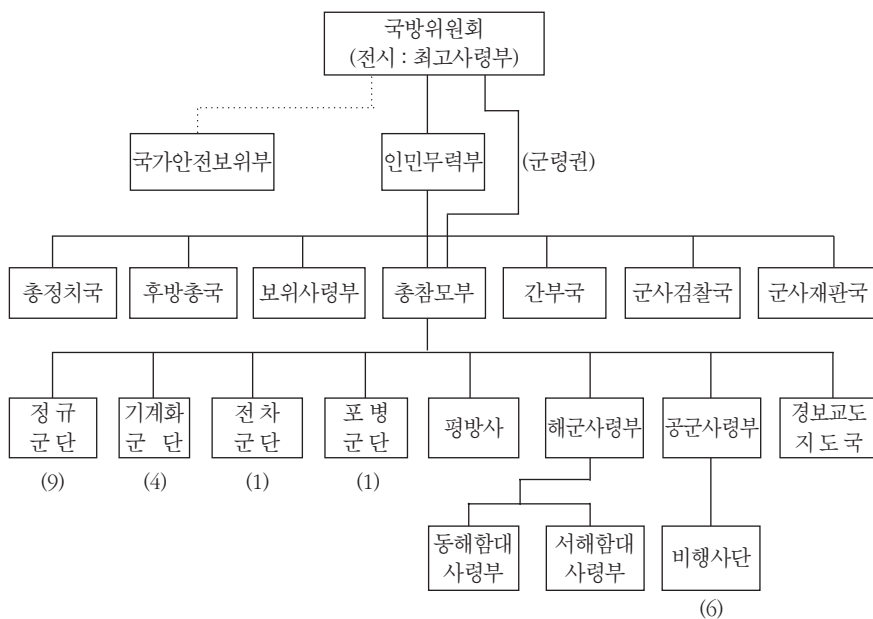 국방위원회
(전시 : 최고사령부)
국가안전보위부
인민무력부
(군령권)
총정치국
후방총국
보위사령부
총참모부
간부국
군사검찰국
군사재판국
정 규
군 단
기계화
군 단
전 차
군 단
포 병
군 단
평방사
해군사령부
공군사령부
경보교도
지 도 국
(9)
(4)
(1)
(1)
동해함대
사령부
서해함대
사령부
비행사단
(6)